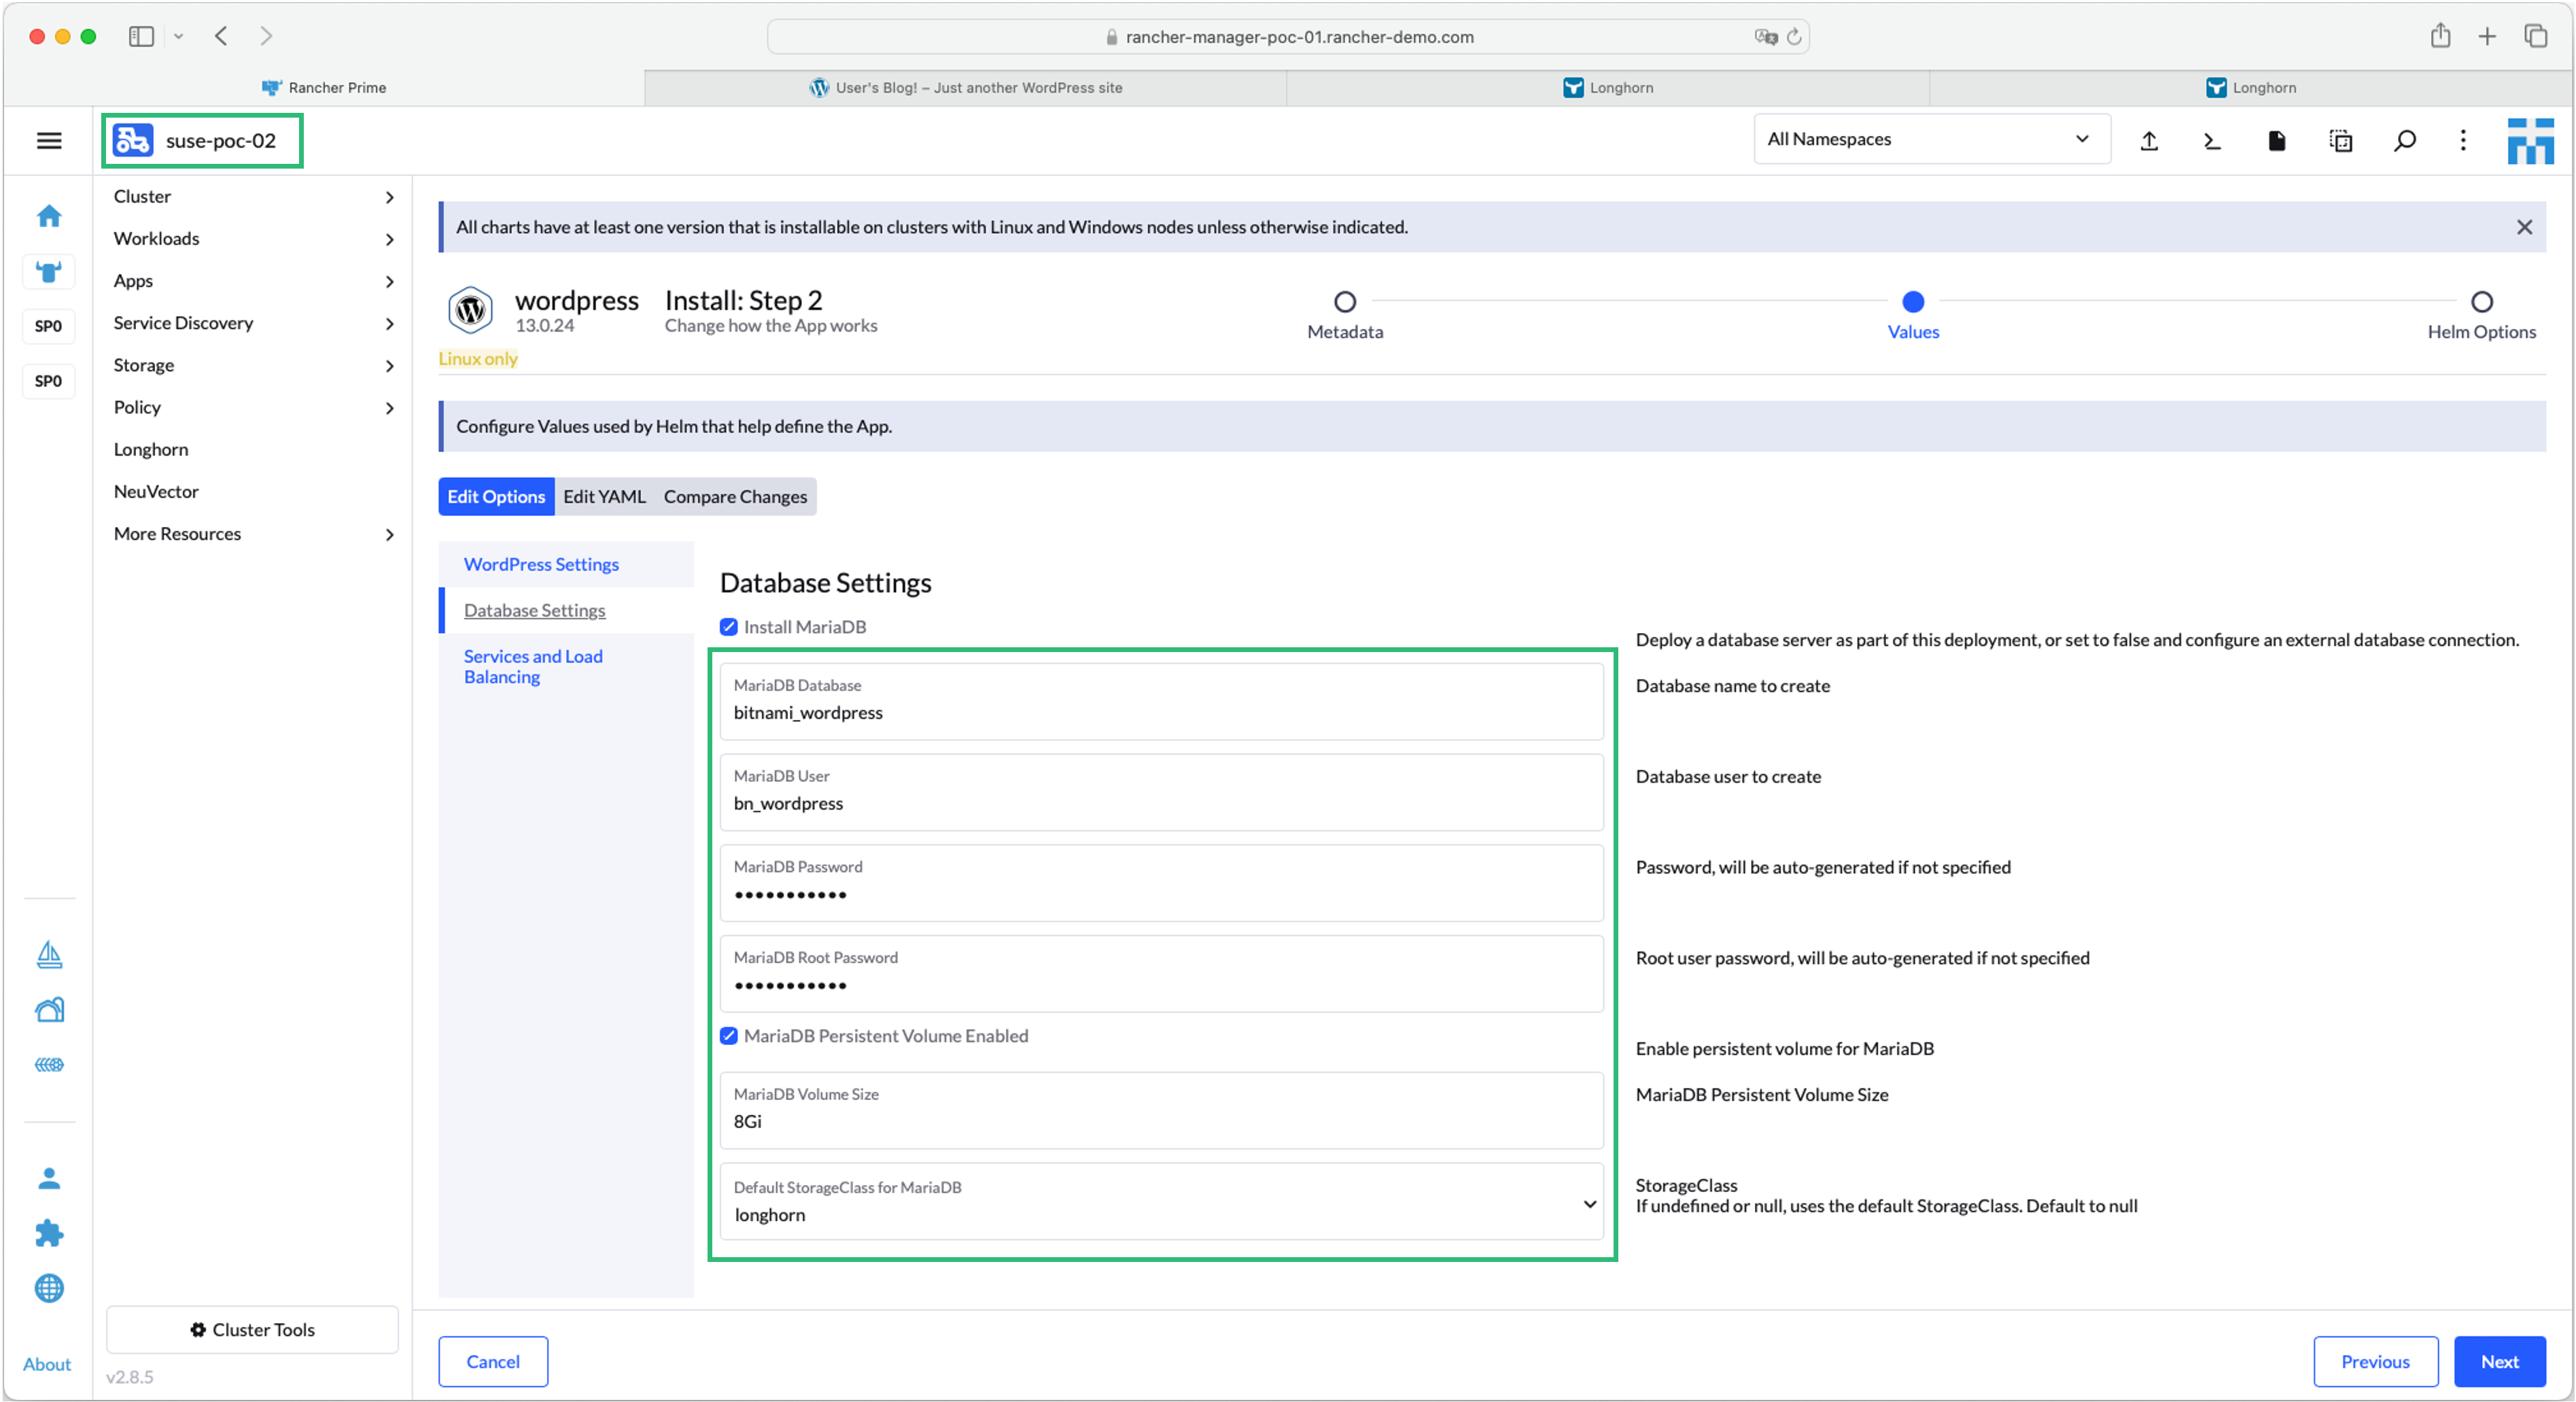 rancher-manager-poc-01.rancher-demo.com
Rancher Prime
User's Blog! – Just another WordPress site
Longhorn
Longhorn
suse-poc-02
All Namespaces
Cluster
Workloads
Apps
Service Discovery
Storage
Policy
Longhorn
NeuVector
More Resources
SP0
SP0
All charts have at least one version that is installable on clusters with Linux and Windows nodes unless otherwise indicated.
wordpress
13.0.24
Install: Step 2
Change how the App works
Metadata
Values
Helm Options
Linux only
Configure Values used by Helm that help define the App.
Edit Options
Edit YAML
Compare Changes
WordPress Settings
Database Settings
Services and Load
Balancing
Database Settings
Install MariaDB
Deploy a database server as part of this deployment, or set to false and configure an external database connection.
MariaDB Database
bitnami_wordpress
Database name to create
MariaDB User
bn_wordpress
Database user to create
MariaDB Password
•••••••••••
Password, will be auto-generated if not specified
MariaDB Root Password
•••••••••••
Root user password, will be auto-generated if not specified
MariaDB Persistent Volume Enabled
Enable persistent volume for MariaDB
MariaDB Volume Size
8Gi
MariaDB Persistent Volume Size
Default StorageClass for MariaDB
longhorn
StorageClass
If undefined or null, uses the default StorageClass. Default to null
Cluster Tools
v2.8.5
About
Cancel
Previous
Next